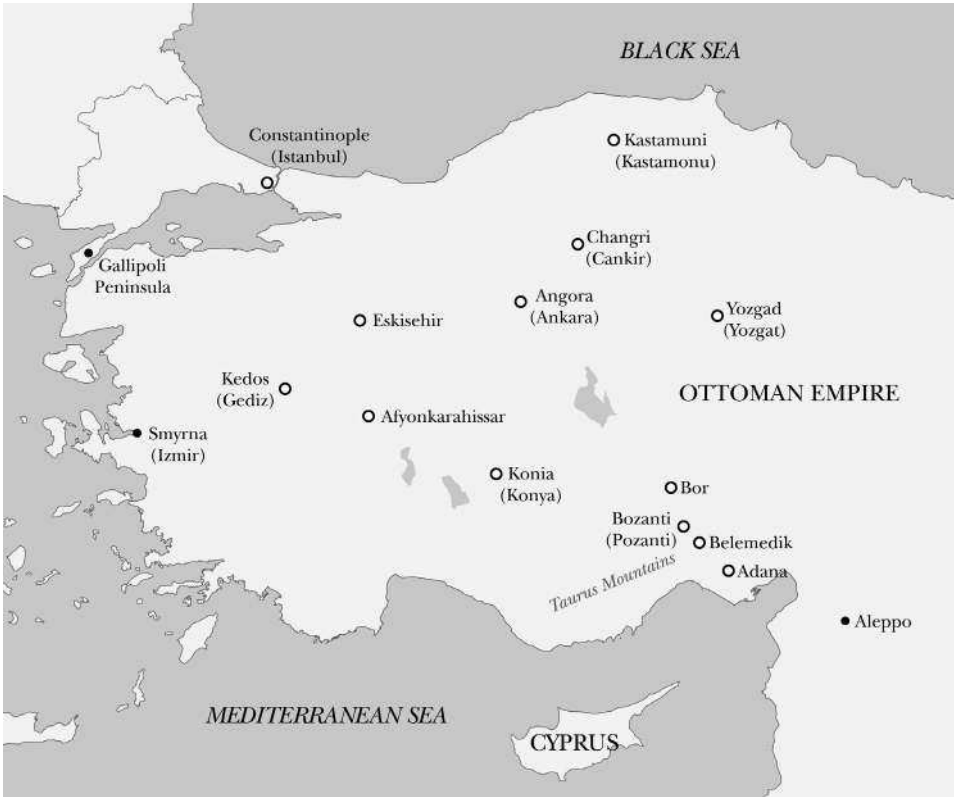 BLACK SEA
Constantinople
(Istanbul)
Kastamuni
(Kastamonu)
Changri
(Cankir)
Gallipoli
Peninsula
Angora
(Ankara)
Yozgad
(Yozgat)
Eskisehir
Kedos
(Gediz)
OTTOMAN EMPIRE
Afyonkarahissar
Smyrna
(Izmir)
Konia
(Konya)
Bor
Bozanti
(Pozanti)
Belemedik
Taurus Mountains
Adana
Aleppo
MEDITERRANEAN SEA
CYPRUS